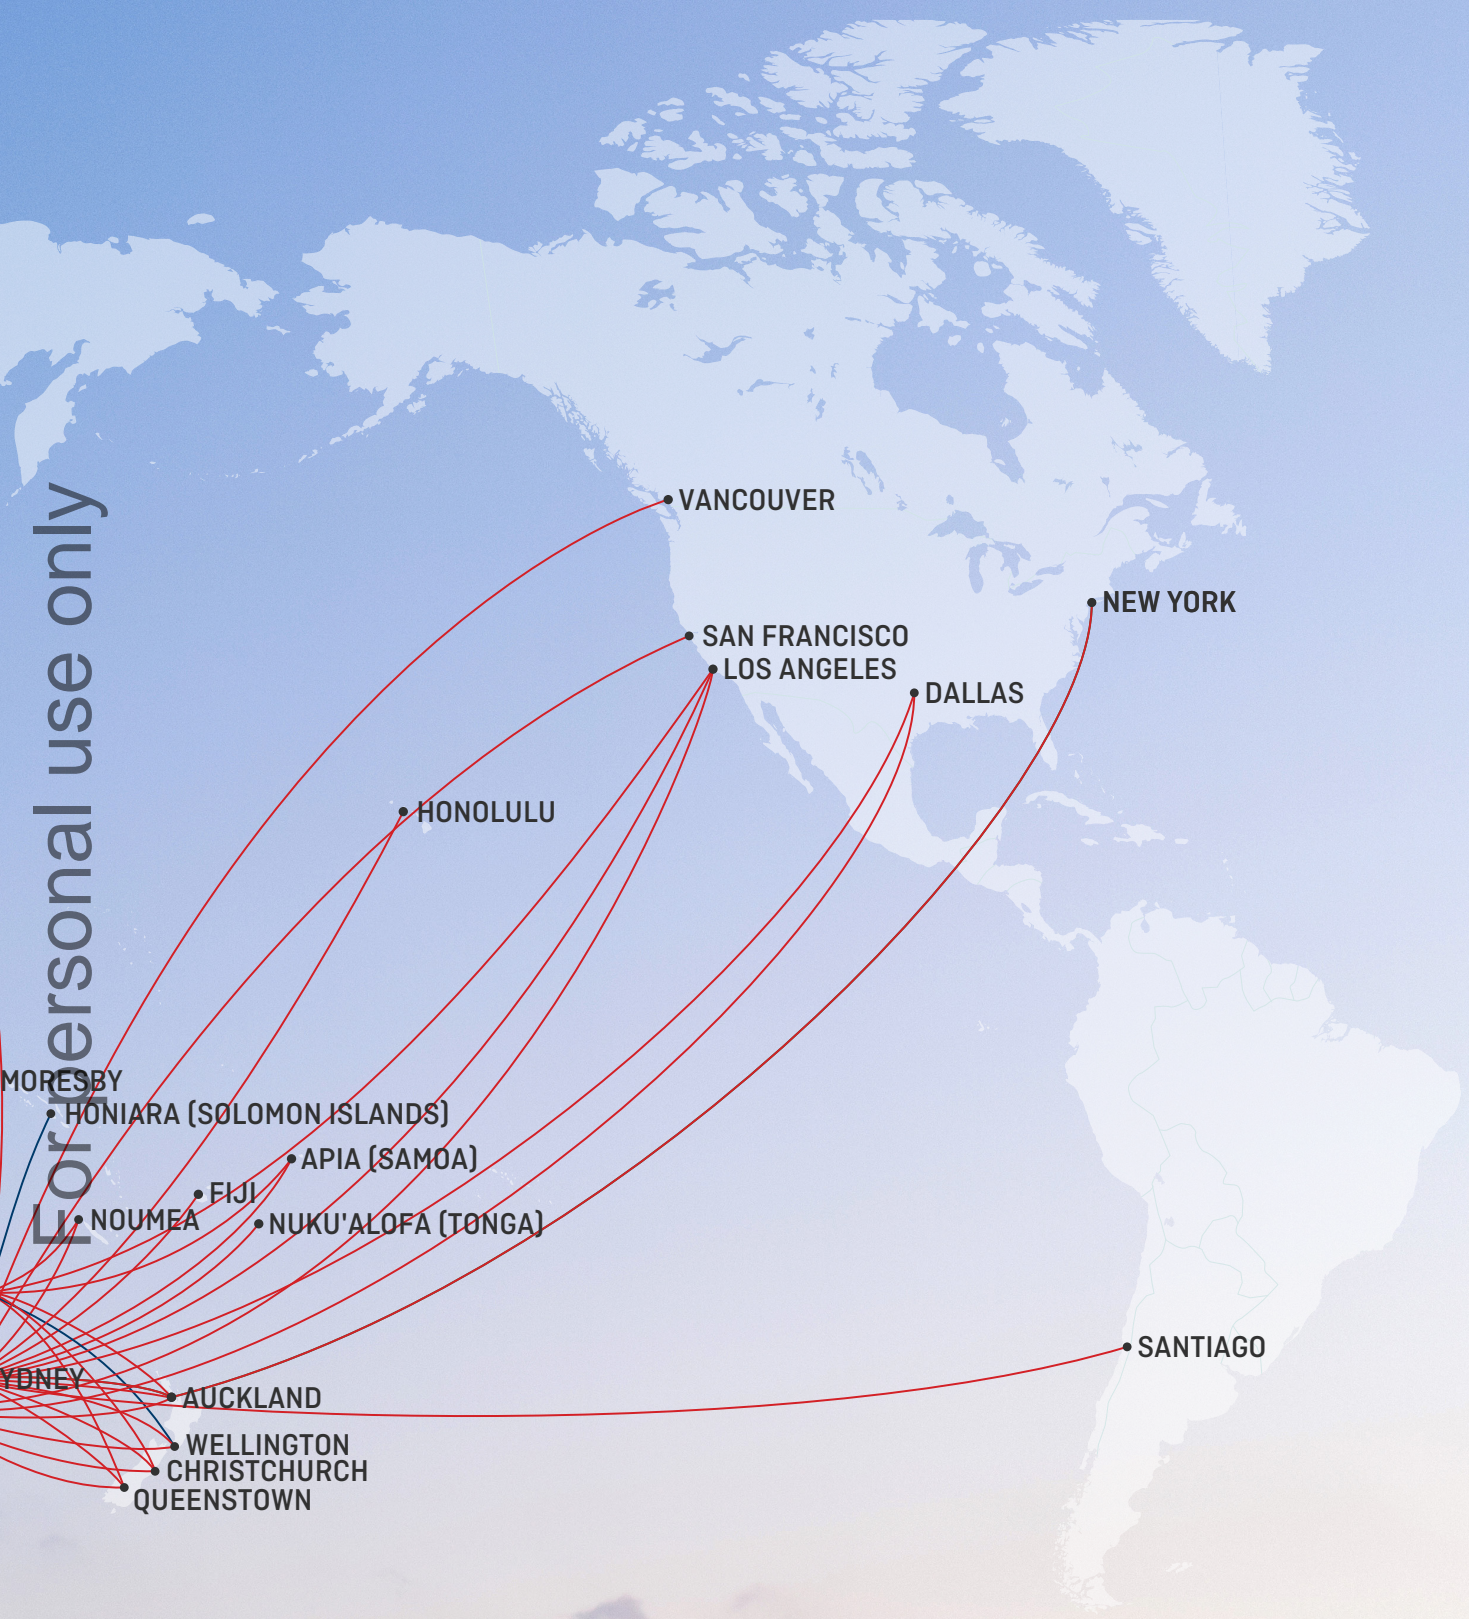 VANCOUVER
NEW YORK
SAN FRANCISCO
LOS ANGELES
DALLAS
HONOLULU
For personal use only
MORESBY
HONIARA (SOLOMON ISLANDS)
APIA (SAMOA)
FIJI
NOUMEA
NUKU'ALOFA (TONGA)
SANTIAGO
YDNEY
AUCKLAND
WELLINGTON
CHRISTCHURCH
QUEENSTOWN